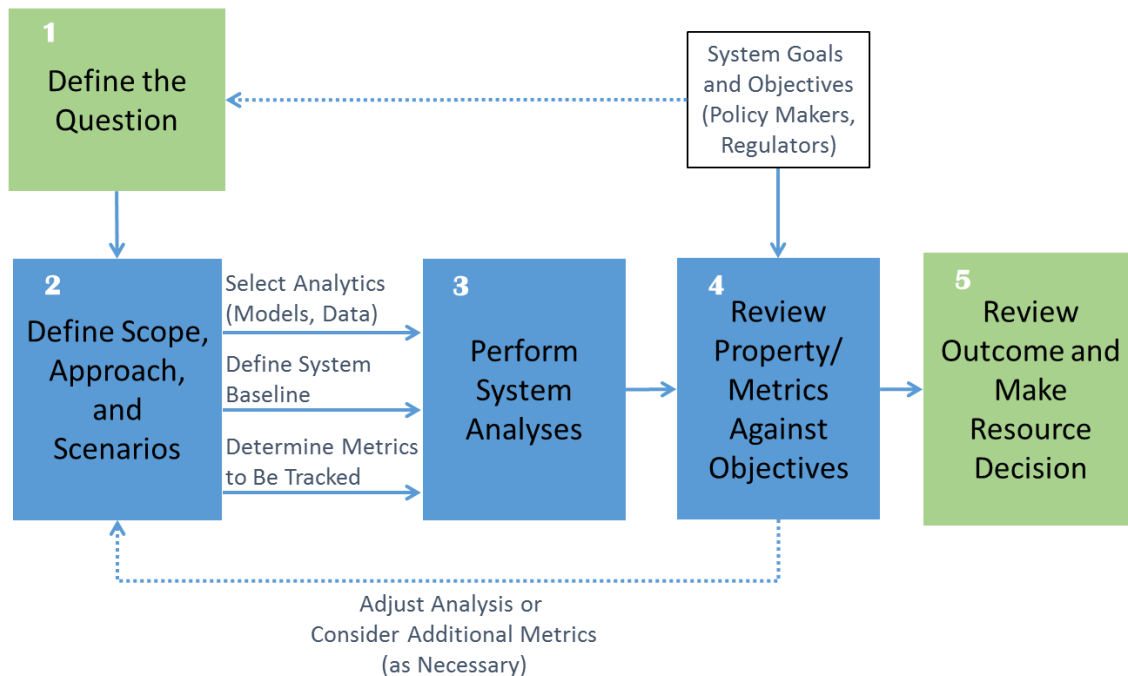 1
Define the
Question
System Goals
and Objectives
(Policy Makers,
Regulators)
2
Define Scope,
Approach,
and
Scenarios
Select Analytics
(Models, Data)
Define System
Baseline
Determine Metrics
to Be Tracked
3
Perform
System
Analyses
4
Review
Property/
Metrics
Against
Objectives
5
Review
Outcome and
Make
Resource
Decision
Adjust Analysis or
Consider Additional Metrics
(as Necessary)